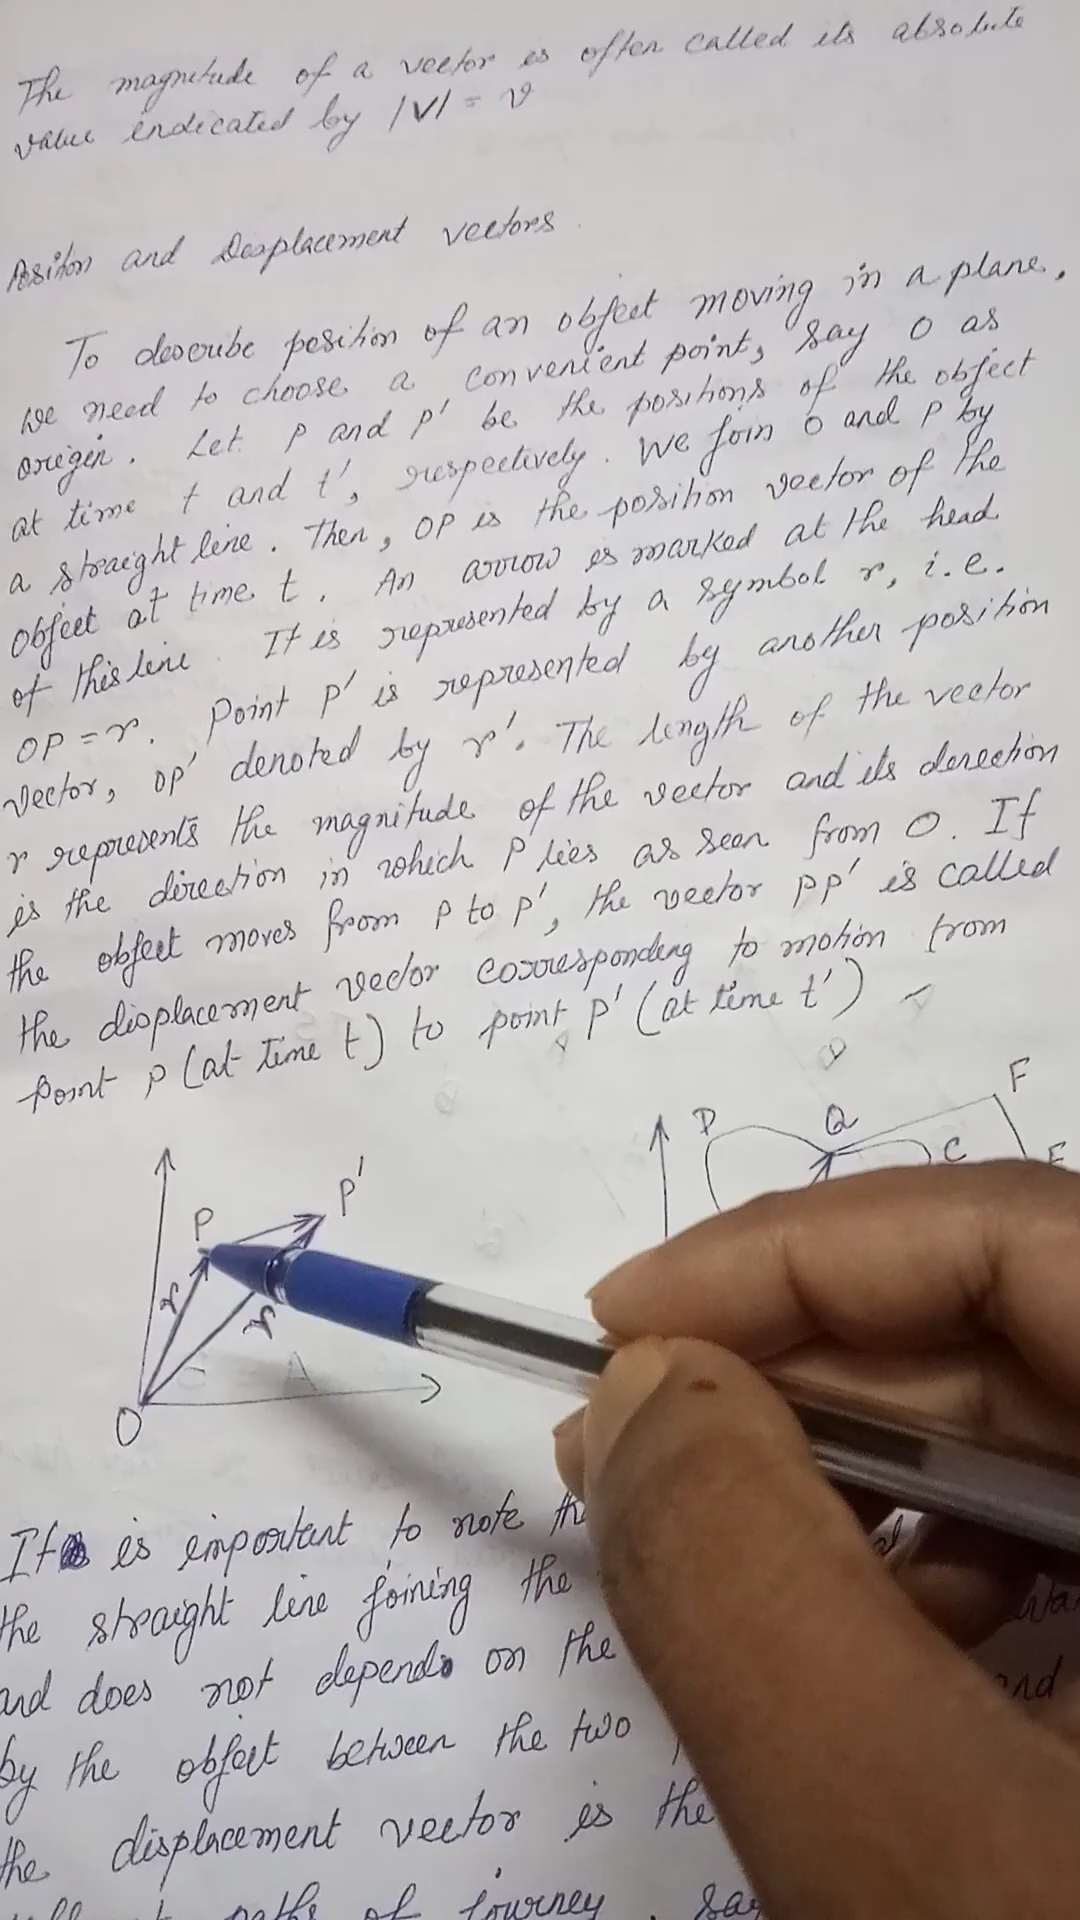 The magnitude of a vector is often called its absolute
value indicated by |V| = v
Position and Displacement vectors.
To describe position of an object moving in a plane,
we need to choose a convenient point, say O as
origin. Let P and P' be the positions of the object
at time t and t', respectively. We join O and P by
a straight line. Then, OP is the position vector of the
object at time t. An arrow is marked at the head
of this line. It is represented by a symbol r, i.e.
OP = r. Point P' is represented by another position
vector, OP' denoted by r'. The length of the vector
r represents the magnitude of the vector and its direction
is the direction in which P lies as seen from O. If
the object moves from P to P', the vector PP' is called
the displacement vector corresponding to motion from
point P (at time t) to point P' (at time t')
D Q F
C E
P P'
r r
O
It is important to note
the straight line joining the
and does not depend on the and
by the object between the two
the displacement vector is the
paths of journey, say